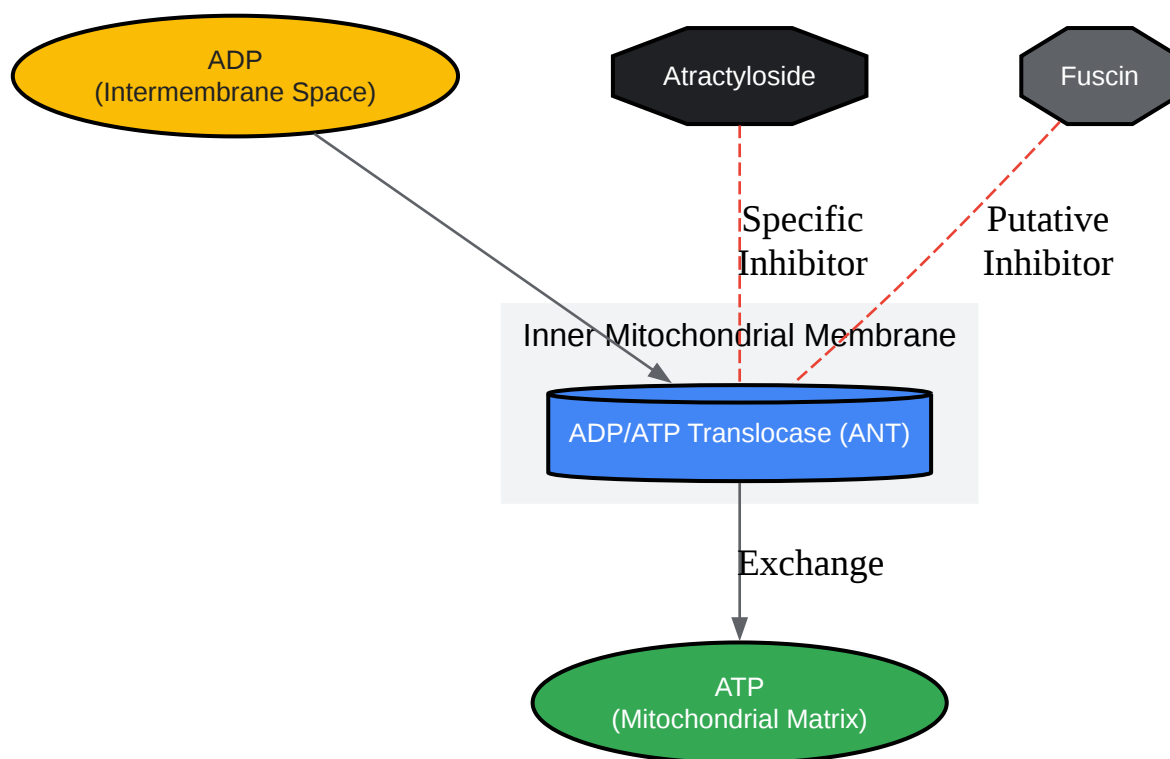 ADP
(Intermembrane Space)
Atractyloside
Fuscin
Specific
Inhibitor
Putative
Inhibitor
Inner Mitochondrial Membrane
ADP/ATP Translocase (ANT)
Exchange
ATP
(Mitochondrial Matrix)